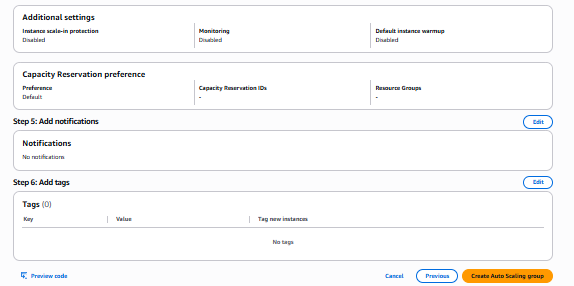 Additional settings
Instance scale-in protection Monitoring Default instance warmup
Disabled Disabled Disabled
Capacity Reservation preference
Preference Capacity Reservation IDs Resource Groups
Default - -
Step 5: Add notifications Edit
Notifications
No notifications
Step 6: Add tags Edit
Tags (0)
Key Value Tag new instances
No tags
Preview code Cancel Previous Create Auto Scaling group